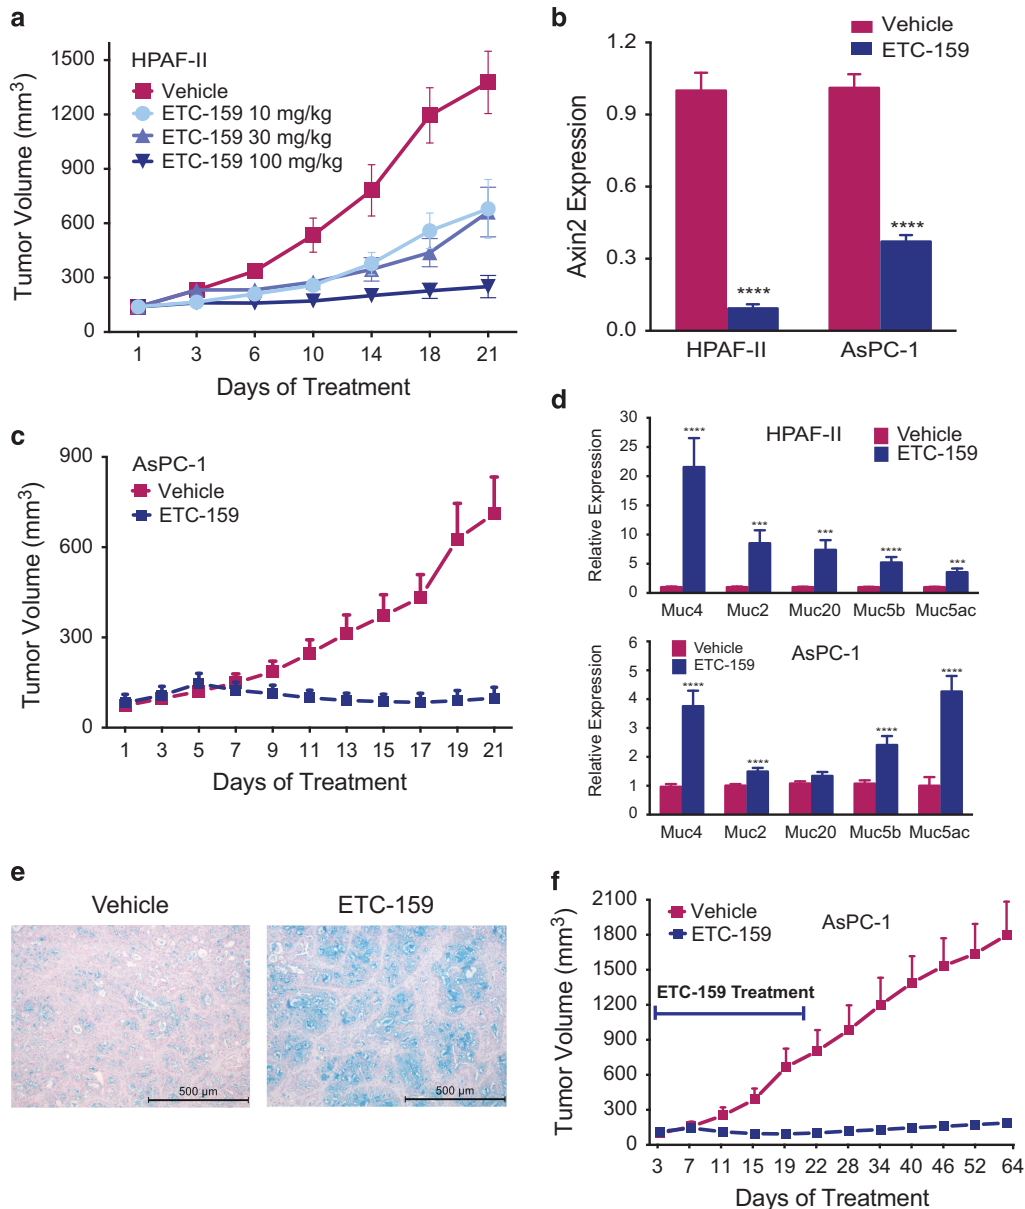 a
HPAF-II
Vehicle
ETC-159 10 mg/kg
ETC-159 30 mg/kg
ETC-159 100 mg/kg
Tumor Volume (mm³)
1500
1200
900
600
300
0
1 3 6 10 14 18 21
Days of Treatment
b
Vehicle
ETC-159
Axin2 Expression
1.2
0.9
0.6
0.3
0.0
****
****
HPAF-II AsPC-1
c
AsPC-1
Vehicle
ETC-159
Tumor Volume (mm³)
900
600
300
0
1 3 5 7 9 11 13 15 17 19 21
Days of Treatment
d
HPAF-II
Vehicle
ETC-159
Relative Expression
30
25
20
15
10
5
0
**** *** *** **** ***
Muc4 Muc2 Muc20 Muc5b Muc5ac
Vehicle
ETC-159
AsPC-1
Relative Expression
6
5
4
3
2
1
0
**** **** **** ****
Muc4 Muc2 Muc20 Muc5b Muc5ac
e
Vehicle ETC-159
500 µm 500 µm
f
Vehicle
ETC-159
AsPC-1
ETC-159 Treatment
Tumor Volume (mm³)
2100
1800
1500
1200
900
600
300
0
3 7 11 15 19 22 28 34 40 46 52 64
Days of Treatment